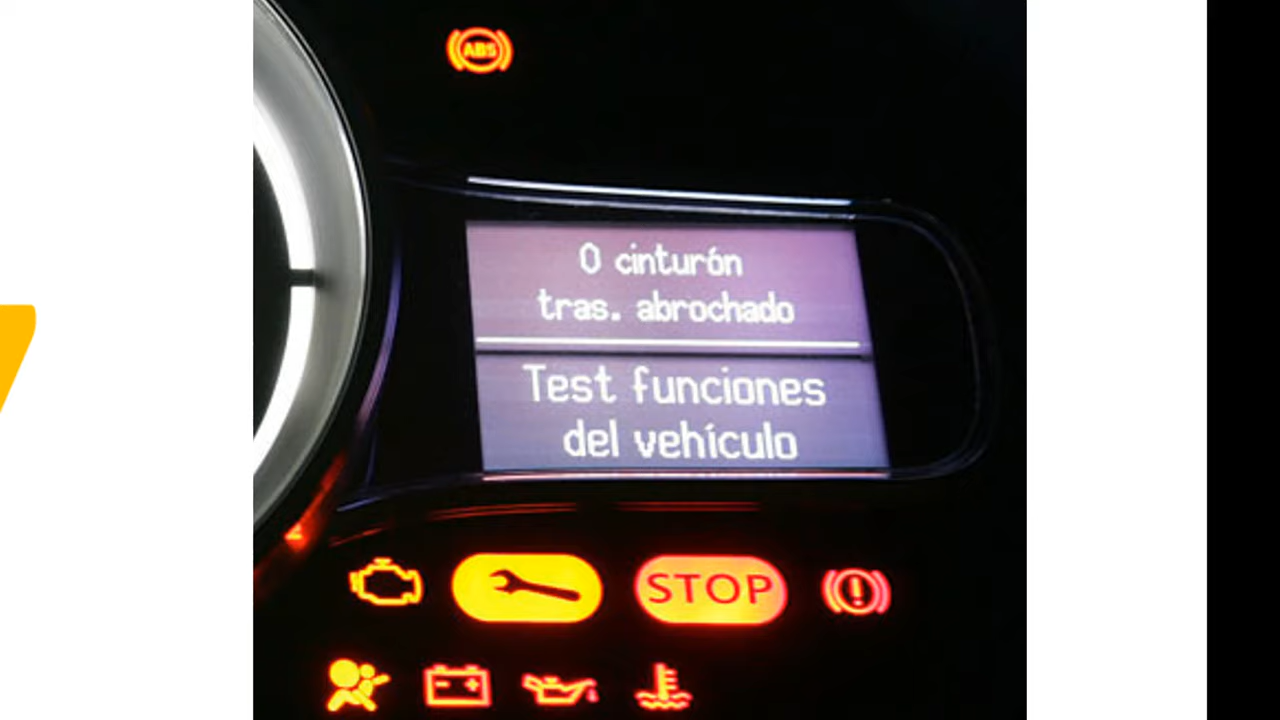 ABS
0 cinturón
tras. abrochado
Test funciones
del vehículo
STOP